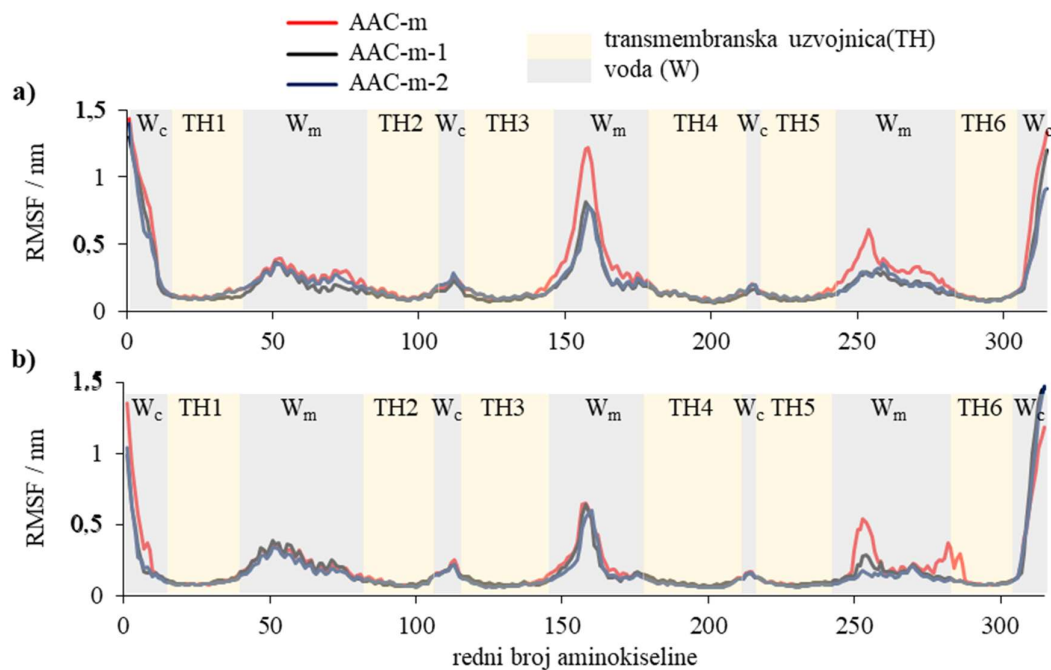 AAC-m
AAC-m-1
AAC-m-2
transmembranska uzvojnica(TH)
voda (W)
a)
1,5
1
0,5
0
RMSF / nm
Wc TH1 Wm TH2 Wc TH3 Wm TH4 Wc TH5 Wm TH6 Wc
0 50 100 150 200 250 300
b)
1,5
1
0,5
0
RMSF / nm
Wc TH1 Wm TH2 Wc TH3 Wm TH4 Wc TH5 Wm TH6 Wc
0 50 100 150 200 250 300
redni broj aminokiseline